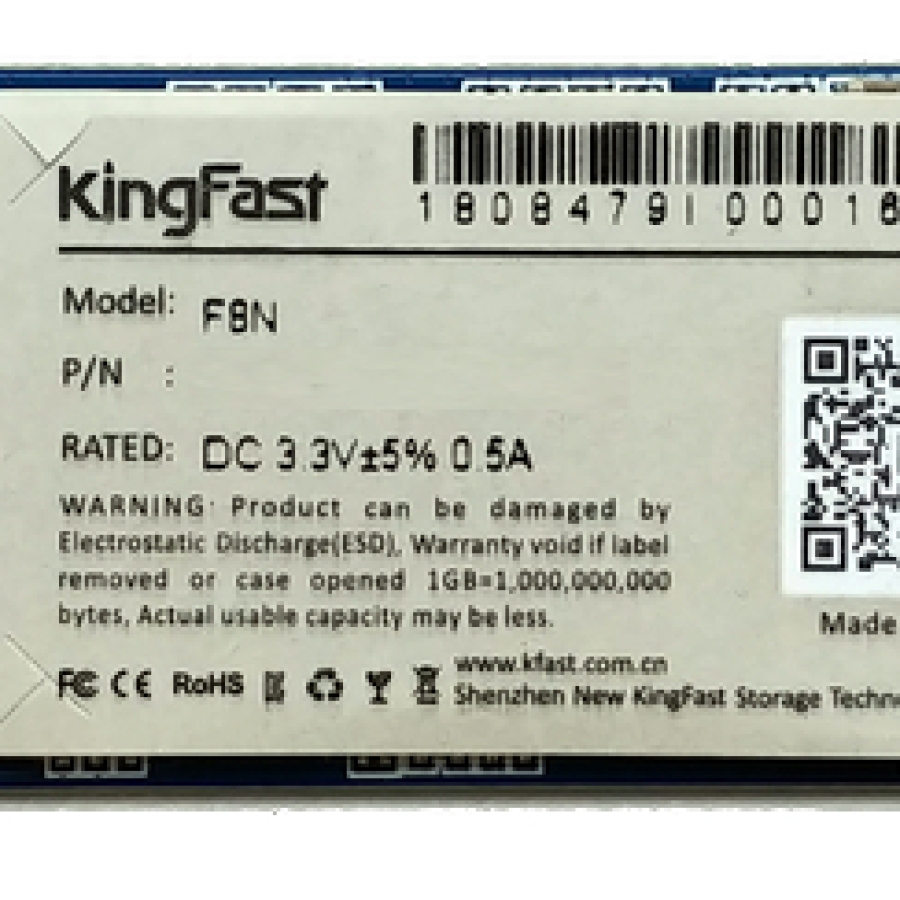 KingFast
18084791 00016
Model: F8N
P/N :
RATED: DC 3.3V±5% 0.5A
WARNING: Product can be damaged by
Electrostatic Discharge(ESD), Warranty void if label
removed or case opened 1GB=1,000,000,000
bytes, Actual usable capacity may be less.
FC CE RoHS
www.kfast.com.cn
Shenzhen New KingFast Storage Techn
Made